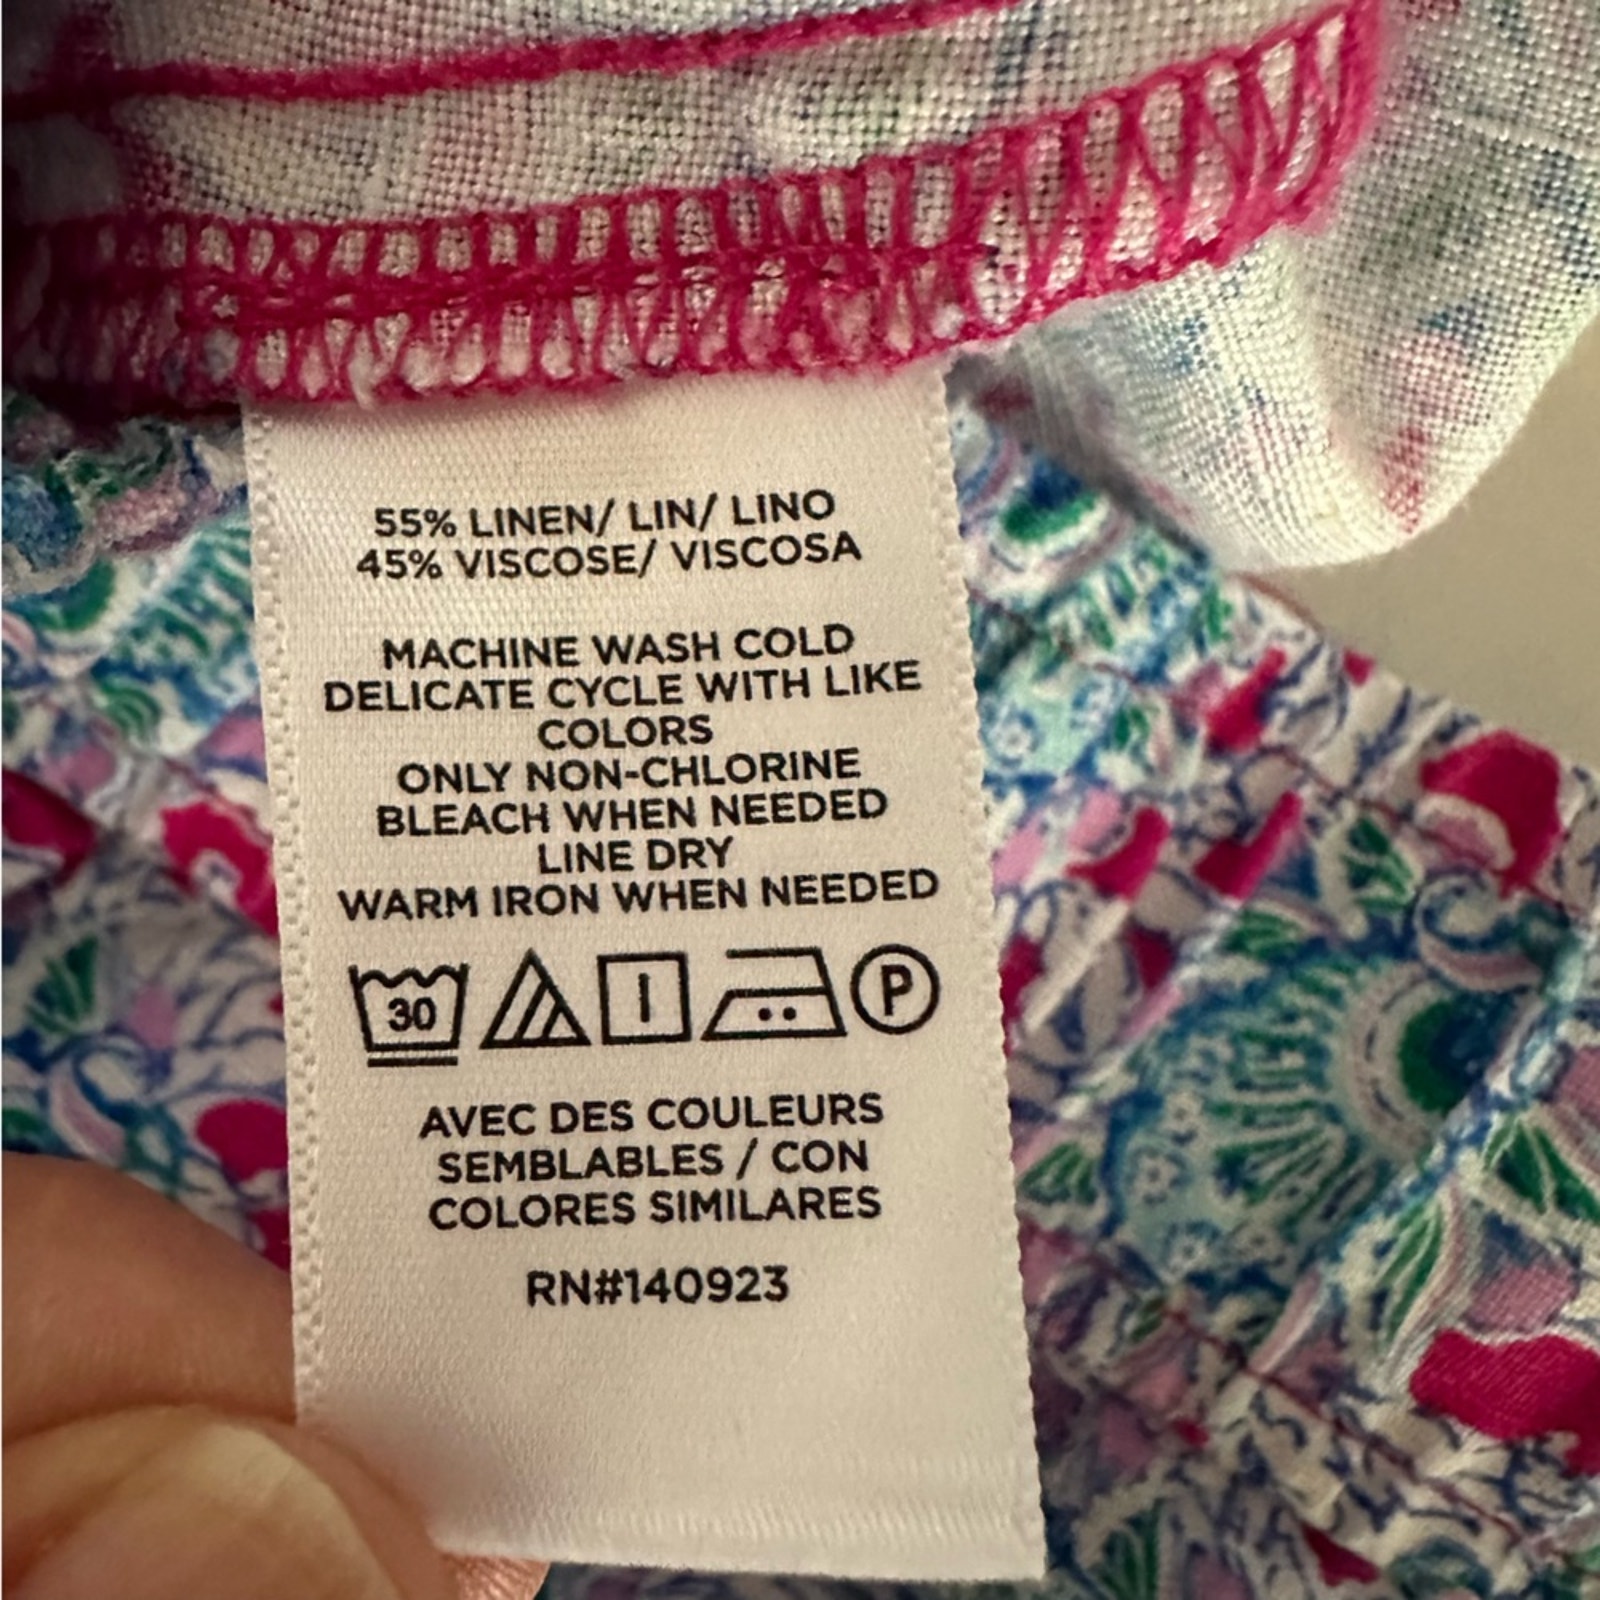 55% LINEN/ LIN/ LINO
45% VISCOSE/ VISCOSA
MACHINE WASH COLD
DELICATE CYCLE WITH LIKE
COLORS
ONLY NON-CHLORINE
BLEACH WHEN NEEDED
LINE DRY
WARM IRON WHEN NEEDED
30 P
AVEC DES COULEURS
SEMBLABLES / CON
COLORES SIMILARES
RN#140923